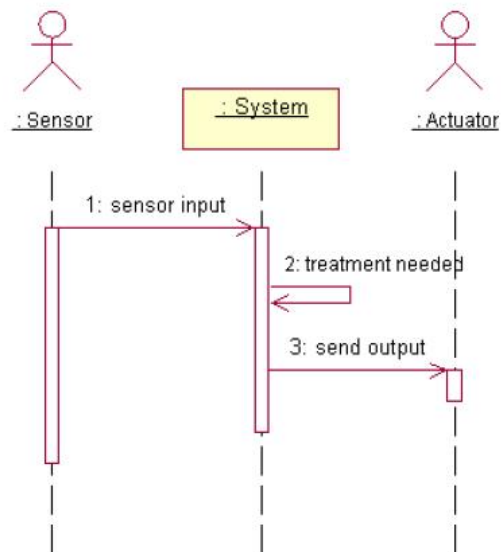 : Sensor
: System
: Actuator
1: sensor input
2: treatment needed
3: send output